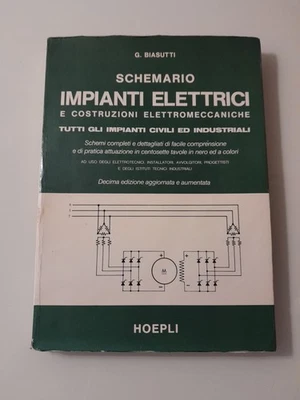 G. BIASUTTI
SCHEMARIO
IMPIANTI ELETTRICI
E COSTRUZIONI ELETTROMECCANICHE
TUTTI GLI IMPIANTI CIVILI ED INDUSTRIALI
Schemi completi e dettagliati di facile comprensione
e di pratica attuazione in centosette tavole in nero ed a colori
AD USO DEGLI ELETTROTECNICI, INSTALLATORI, AVVOLGITORI, PROGETTISTI
E DEGLI ISTITUTI TECNICI INDUSTRIALI
Decima edizione aggiornata e aumentata
HOEPLI